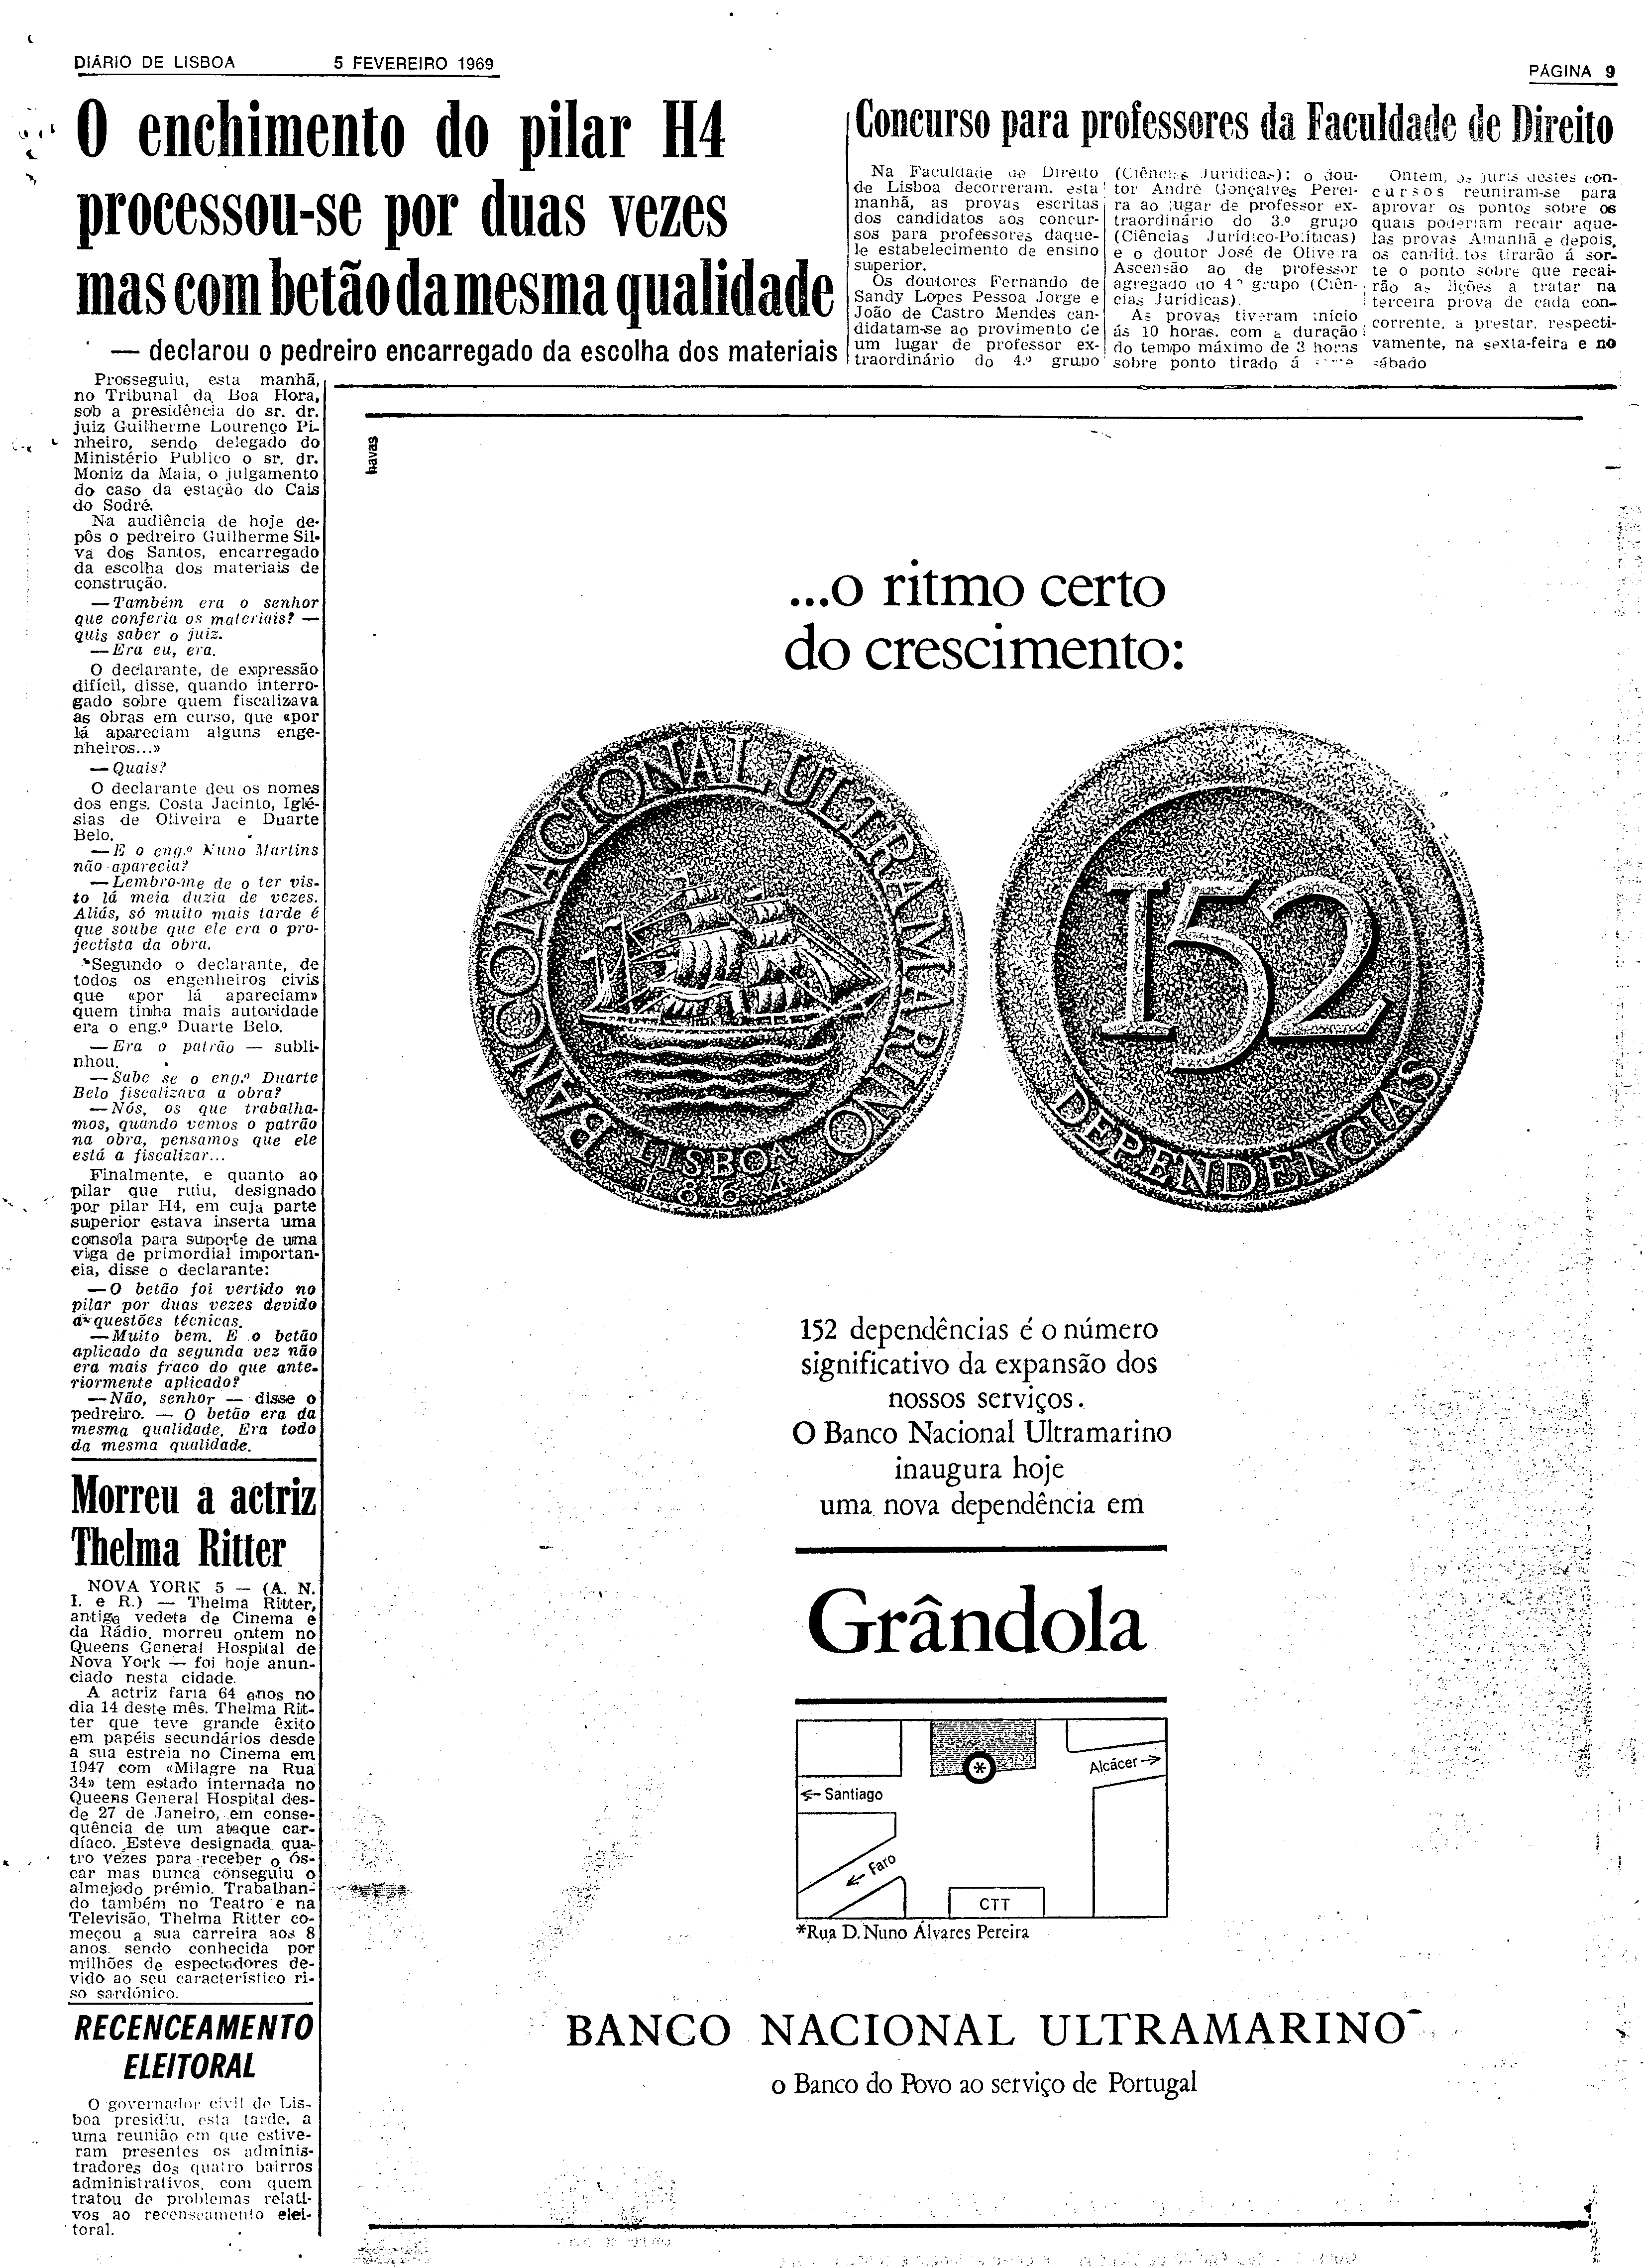 DIÁRIO DE LISBOA 5 FEVEREIRO 1969
PÁGINA 9
O enchimento do pilar H4
processou-se por duas vezes
mas com betão da mesma qualidade
— declarou o pedreiro encarregado da escolha dos materiais
Prosseguiu, esta manhã,
no Tribunal da Boa Hora,
sob a presidência do sr. dr.
juiz Guilherme Lourenço Pi-
nheiro, sendo delegado do
Ministério Publico o sr. dr.
Moniz da Maia, o julgamento
do caso da estação do Cais
do Sodré.
Na audiência de hoje de-
pôs o pedreiro Guilherme Sil-
va dos Santos, encarregado
da escolha dos materiais de
construção.
— Também era o senhor
que conferia os materiais? —
quis saber o juiz.
— Era eu, era.
O declarante, de expressão
difícil, disse, quando interro-
gado sobre quem fiscalizava
as obras em curso, que «por
lá apareciam alguns enge-
nheiros...»
— Quais?
O declarante deu os nomes
dos engs. Costa Jacinto, Iglé-
sias de Oliveira e Duarte
Belo.
— E o eng.º Nuno Martins
não aparecia?
— Lembro-me de o ter vis-
to lá meia duzia de vezes.
Aliás, só muito mais tarde é
que soube que ele era o pro-
jectista da obra.
Segundo o declarante, de
todos os engenheiros civis
que «por lá apareciam»
quem tinha mais autoridade
era o eng.º Duarte Belo.
— Era o patrão — subli-
nhou.
— Sabe se o eng.º Duarte
Belo fiscalizava a obra?
— Nós, os que trabalha-
mos, quando vemos o patrão
na obra, pensamos que ele
está a fiscalizar...
Finalmente, e quanto ao
pilar que ruiu, designado
por pilar H4, em cuja parte
superior estava inserta uma
consola para suporte de uma
viga de primordial importan-
cia, disse o declarante:
— O betão foi vertido no
pilar por duas vezes devido
a questões técnicas.
— Muito bem. E o betão
aplicado da segunda vez não
era mais fraco do que ante-
riormente aplicado?
— Não, senhor — disse o
pedreiro. — O betão era da
mesma qualidade. Era todo
da mesma qualidade.
Morreu a actriz
Thelma Ritter
NOVA YORK 5 — (A. N.
I. e R.) — Thelma Ritter,
antiga vedeta de Cinema e
da Rádio, morreu ontem no
Queens General Hospital de
Nova York — foi hoje anun-
ciado nesta cidade.
A actriz faria 64 anos no
dia 14 deste mês. Thelma Rit-
ter que teve grande êxito
em papéis secundários desde
a sua estreia no Cinema em
1947 com «Milagre na Rua
34» tem estado internada no
Queens General Hospital des-
de 27 de Janeiro, em conse-
quência de um ataque car-
díaco. Esteve designada qua-
tro vezes para receber o ós-
car mas nunca conseguiu o
almejado prémio. Trabalhan-
do também no Teatro e na
Televisão, Thelma Ritter co-
meçou a sua carreira aos 8
anos, sendo conhecida por
milhões de espectadores de-
vido ao seu característico ri-
so sardónico.
RECENCEAMENTO
ELEITORAL
O governador civil de Lis-
boa presidiu, esta tarde, a
uma reunião em que estive-
ram presentes os adminis-
tradores dos quatro bairros
administrativos, com quem
tratou de problemas relati-
vos ao recenseamento elei-
toral.
Concurso para professores da Faculdade de Direito
Na Faculdade de Direito
de Lisboa decorreram, esta
manhã, as provas escritas
dos candidatos aos concur-
sos para professores daque-
le estabelecimento de ensino
superior.
Os doutores Fernando de
Sandy Lopes Pessoa Jorge e
João de Castro Mendes can-
didatam-se ao provimento de
um lugar de professor ex-
traordinário do 4.º grupo
(Ciências Juridicas); o dou-
tor André Gonçalves Perei-
ra ao lugar de professor ex-
traordinário do 3.º grupo
(Ciências Jurídico-Políticas)
e o doutor José de Oliveira
Ascensão ao de professor
agregado do 4.º grupo (Ciên-
cias Jurídicas).
As provas tiveram início
ás 10 horas, com a duração
do tempo máximo de 3 horas
sobre ponto tirado á
Ontem, os juris destes con-
cursos reuniram-se para
aprovar os pontos sobre os
quais poderiam recair aque-
las provas Amanhã e depois,
os candidatos tirarão á sor-
te o ponto sobre que recai-
rão as lições a tratar na
terceira prova de cada con-
corrente, a prestar, respecti-
vamente, na sexta-feira e no
sábado
havas
...o ritmo certo
do crescimento:
BANCO NACIONAL ULTRAMARINO
LISBOA
1864
152
DEPENDENCIAS
152 dependências é o número
significativo da expansão dos
nossos serviços.
O Banco Nacional Ultramarino
inaugura hoje
uma nova dependência em
Grândola
*
Alcácer →
← Santiago
← Faro
CTT
*Rua D. Nuno Álvares Pereira
BANCO NACIONAL ULTRAMARINO
o Banco do Povo ao serviço de Portugal